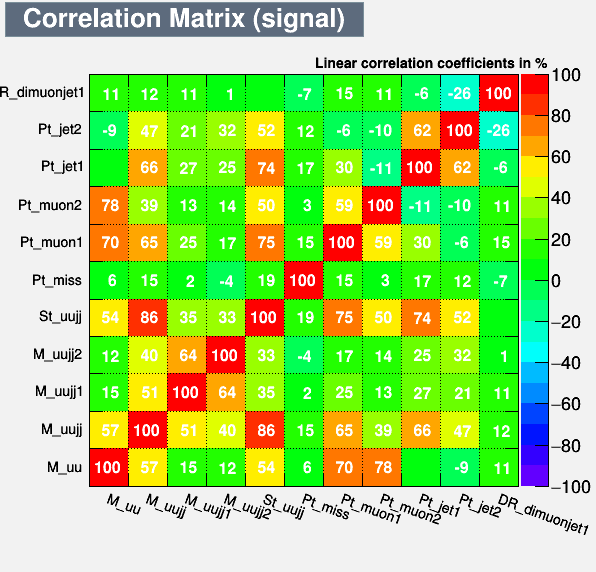 Correlation Matrix (signal)
Linear correlation coefficients in %
R_dimuonjet1 11 12 11 1 -7 15 11 -6 -26 100
Pt_jet2 -9 47 21 32 52 12 -6 -10 62 100 -26
Pt_jet1 66 27 25 74 17 30 -11 100 62 -6
Pt_muon2 78 39 13 14 50 3 59 100 -11 -10 11
Pt_muon1 70 65 25 17 75 15 100 59 30 -6 15
Pt_miss 6 15 2 -4 19 100 15 3 17 12 -7
St_uujj 54 86 35 33 100 19 75 50 74 52
M_uujj2 12 40 64 100 33 -4 17 14 25 32 1
M_uujj1 15 51 100 64 35 2 25 13 27 21 11
M_uujj 57 100 51 40 86 15 65 39 66 47 12
M_uu 100 57 15 12 54 6 70 78 -9 11
M_uu M_uujj M_uujj1 M_uujj2 St_uujj Pt_miss Pt_muon1 Pt_muon2 Pt_jet1 Pt_jet2 DR_dimuonjet1
100
80
60
40
20
0
−20
−40
−60
−80
−100